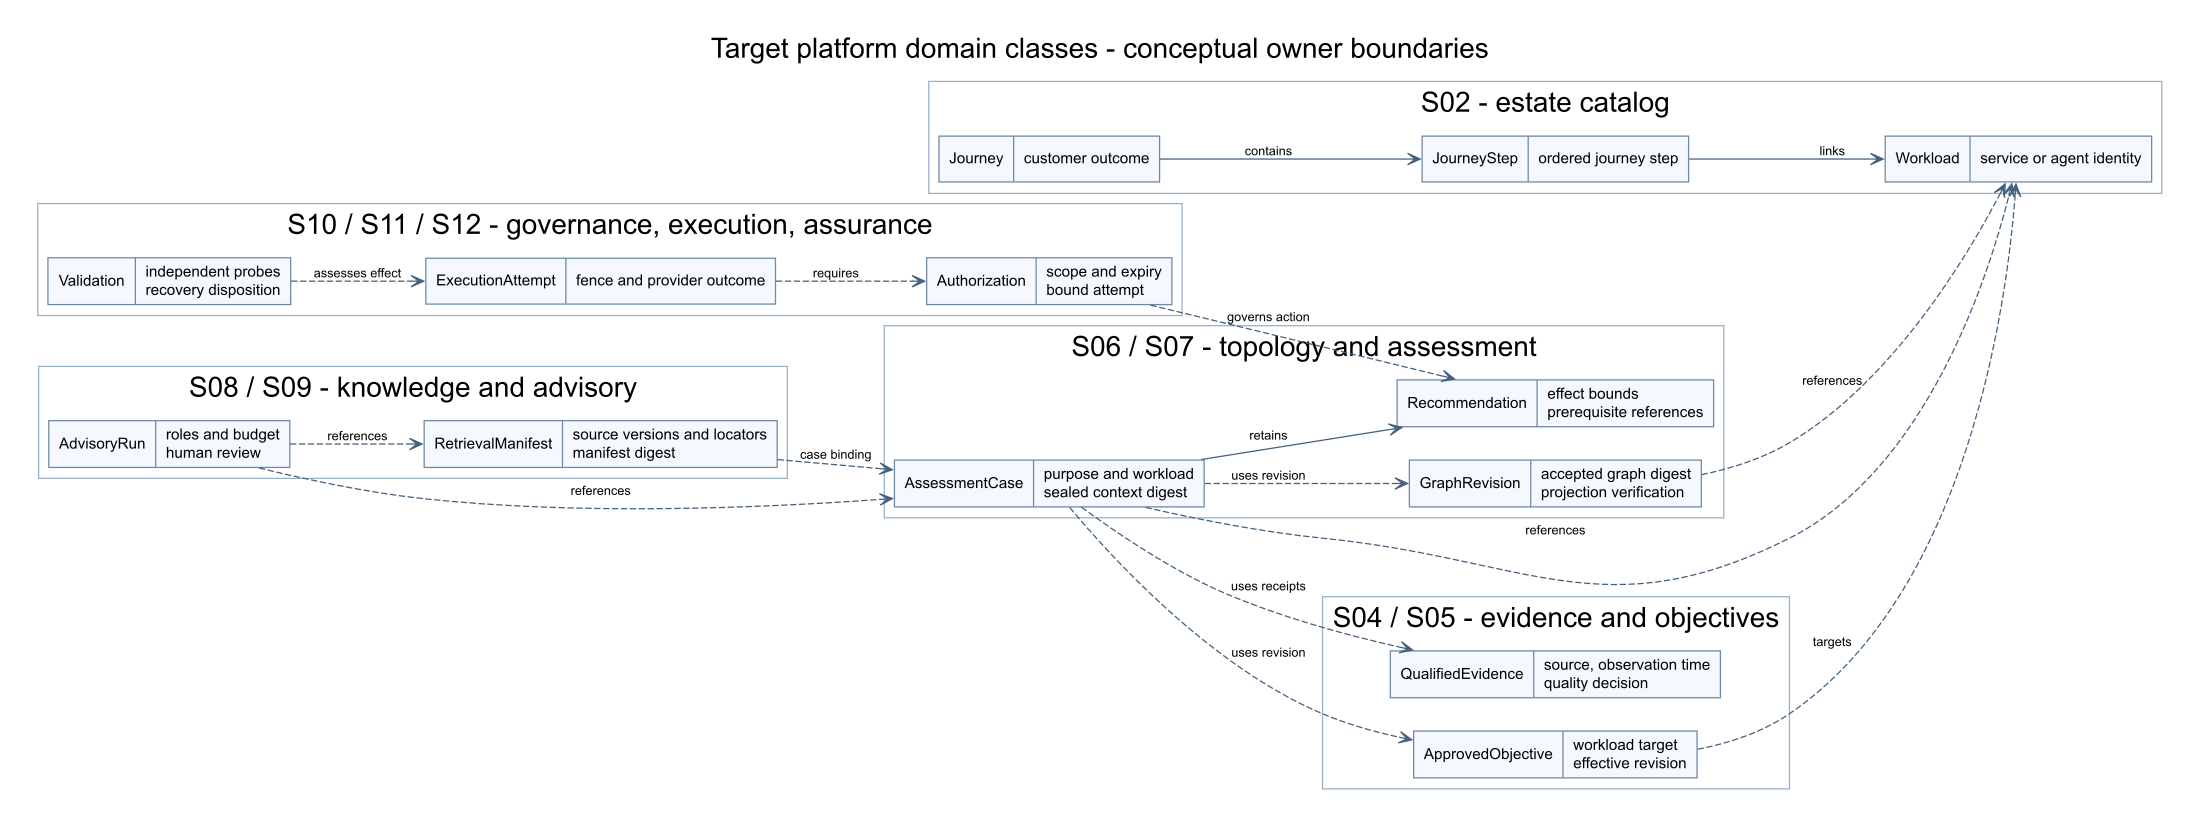 Target platform domain classes - conceptual owner boundaries
S02 - estate catalog
Journey
customer outcome
contains
JourneyStep
ordered journey step
links
Workload
service or agent identity
S10 / S11 / S12 - governance, execution, assurance
Validation
independent probes
recovery disposition
assesses effect
ExecutionAttempt
fence and provider outcome
requires
Authorization
scope and expiry
bound attempt
governs action
S06 / S07 - topology and assessment
Recommendation
effect bounds
prerequisite references
references
S08 / S09 - knowledge and advisory
AdvisoryRun
roles and budget
human review
references
RetrievalManifest
source versions and locators
manifest digest
case binding
references
retains
AssessmentCase
purpose and workload
sealed context digest
uses revision
GraphRevision
accepted graph digest
projection verification
references
uses receipts
uses revision
S04 / S05 - evidence and objectives
QualifiedEvidence
source, observation time
quality decision
targets
ApprovedObjective
workload target
effective revision